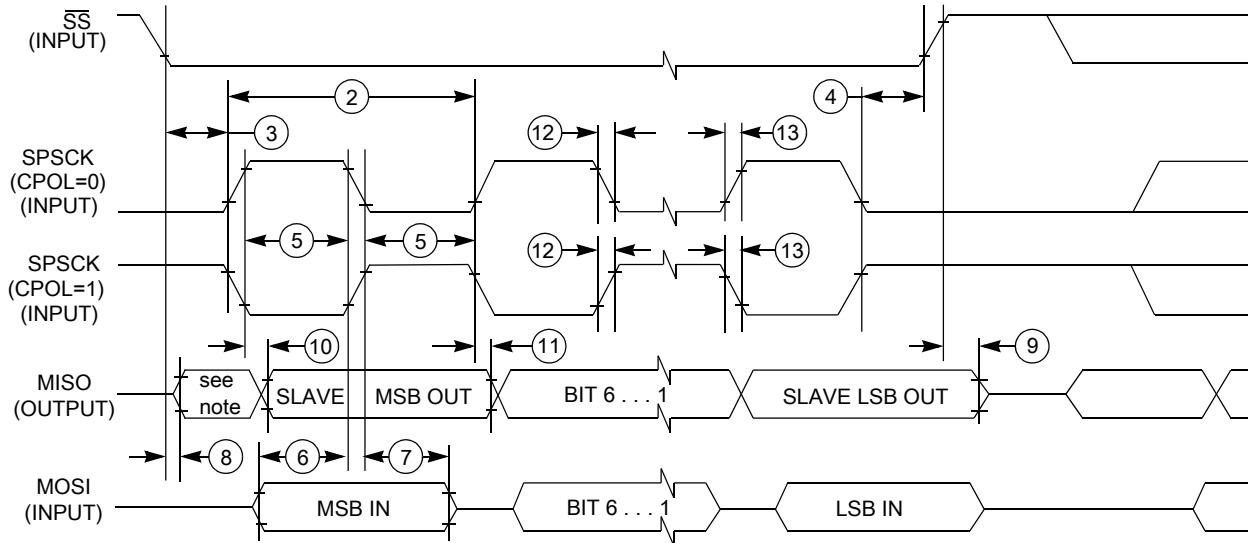 SS
(INPUT)
2
4
3
12
13
SPSCK
(CPOL=0)
(INPUT)
5
5
SPSCK
(CPOL=1)
(INPUT)
12
13
10
11
9
MISO
(OUTPUT)
see
note
SLAVE
MSB OUT
BIT 6 . . . 1
SLAVE LSB OUT
8
6
7
MOSI
(INPUT)
MSB IN
BIT 6 . . . 1
LSB IN